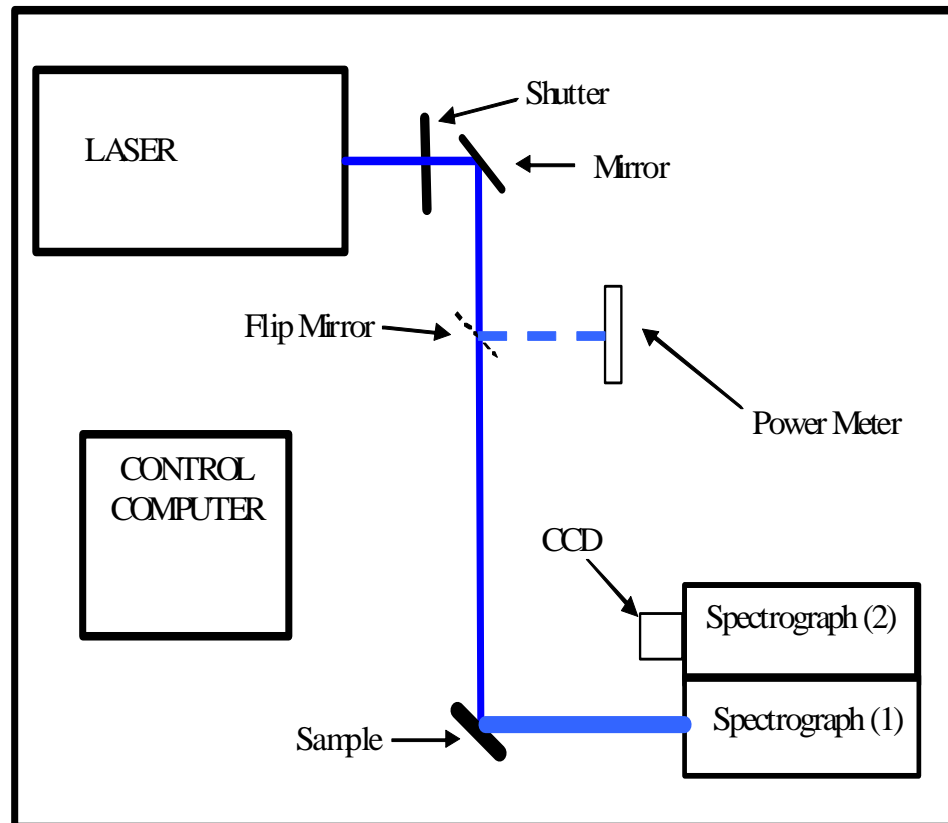 Shutter
LASER
Mirror
Flip Mirror
Power Meter
CONTROL
COMPUTER
CCD
Spectrograph (2)
Spectrograph (1)
Sample